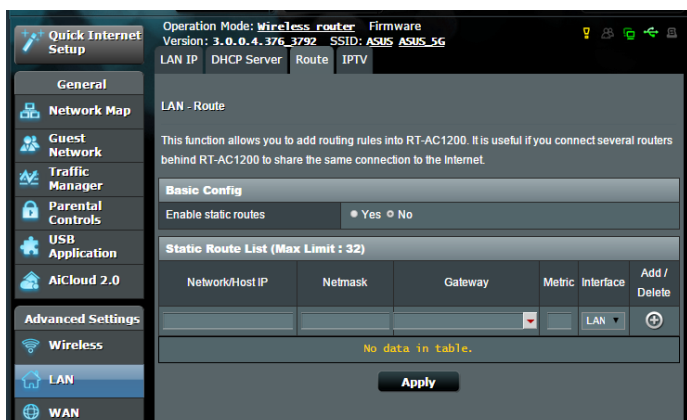 Quick Internet
Setup
General
Network Map
Guest
Network
Traffic
Manager
Parental
Controls
USB
Application
AiCloud 2.0
Advanced Settings
Wireless
LAN
WAN
Operation Mode: Wireless router Firmware
Version: 3.0.0.4.376_3792 SSID: ASUS ASUS_5G
LAN IP DHCP Server Route IPTV
LAN - Route
This function allows you to add routing rules into RT-AC1200. It is useful if you connect several routers
behind RT-AC1200 to share the same connection to the Internet.
Basic Config
Enable static routes Yes No
Static Route List (Max Limit : 32)
Network/Host IP Netmask Gateway Metric Interface Add /
Delete
LAN
No data in table.
Apply